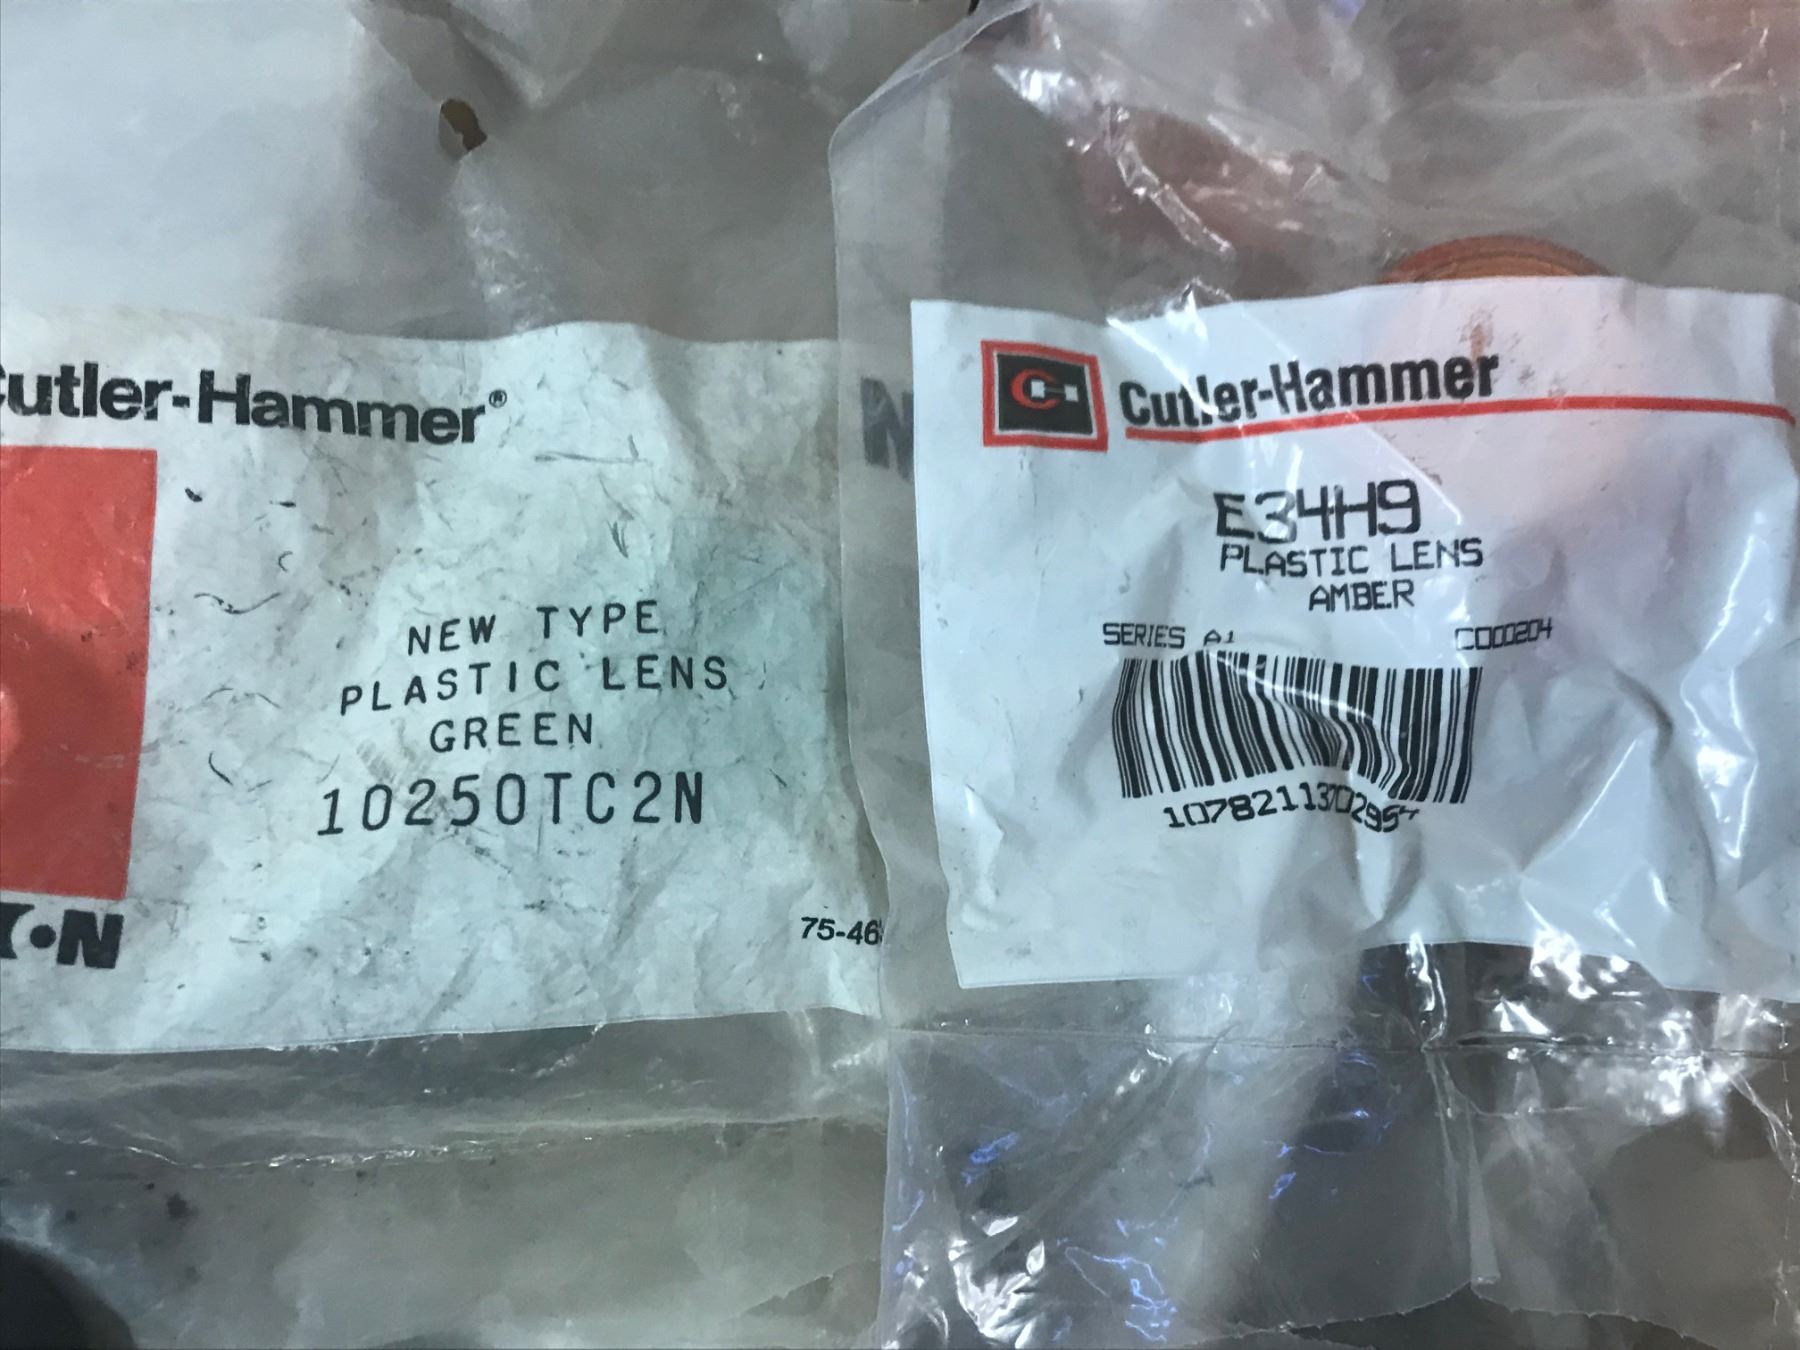 Cutler-Hammer®
NEW TYPE
PLASTIC LENS
GREEN
10250TC2N
75-46
Cutler-Hammer
E34H9
PLASTIC LENS
AMBER
SERIES A1 C000204